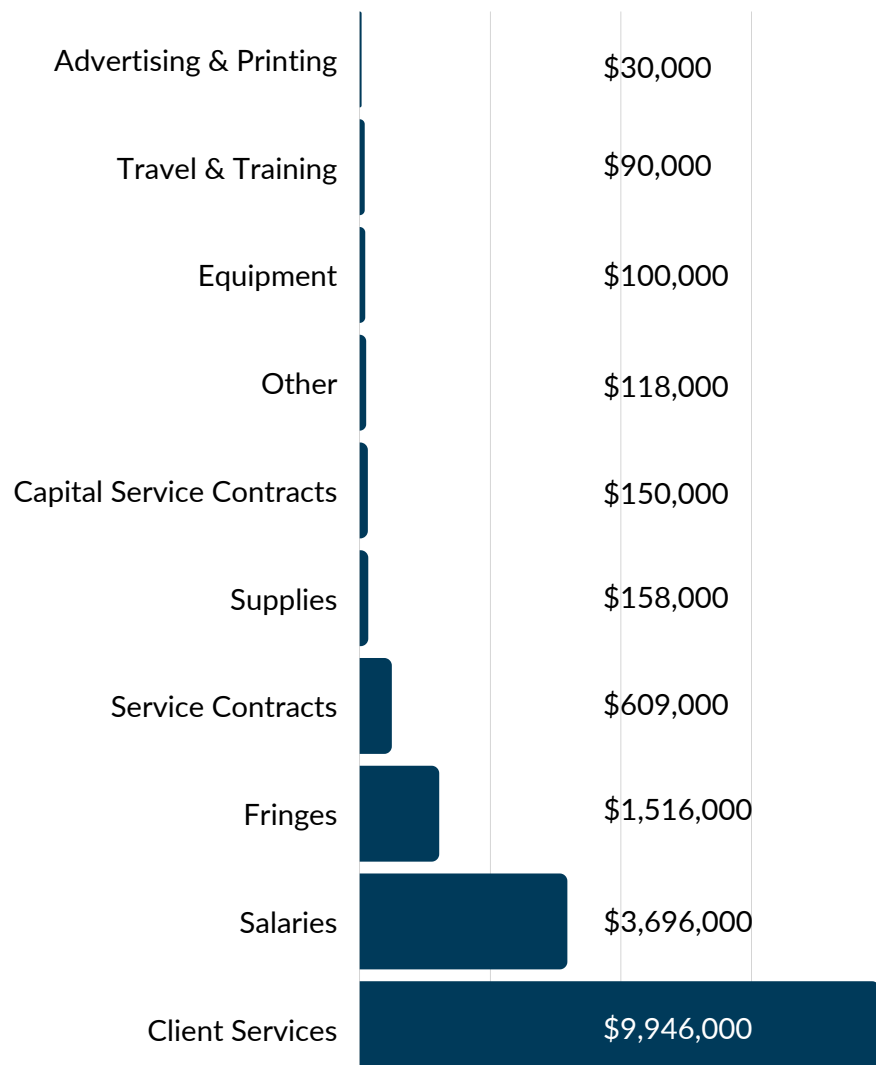 Advertising & Printing $30,000
Travel & Training $90,000
Equipment $100,000
Other $118,000
Capital Service Contracts $150,000
Supplies $158,000
Service Contracts $609,000
Fringes $1,516,000
Salaries $3,696,000
Client Services $9,946,000